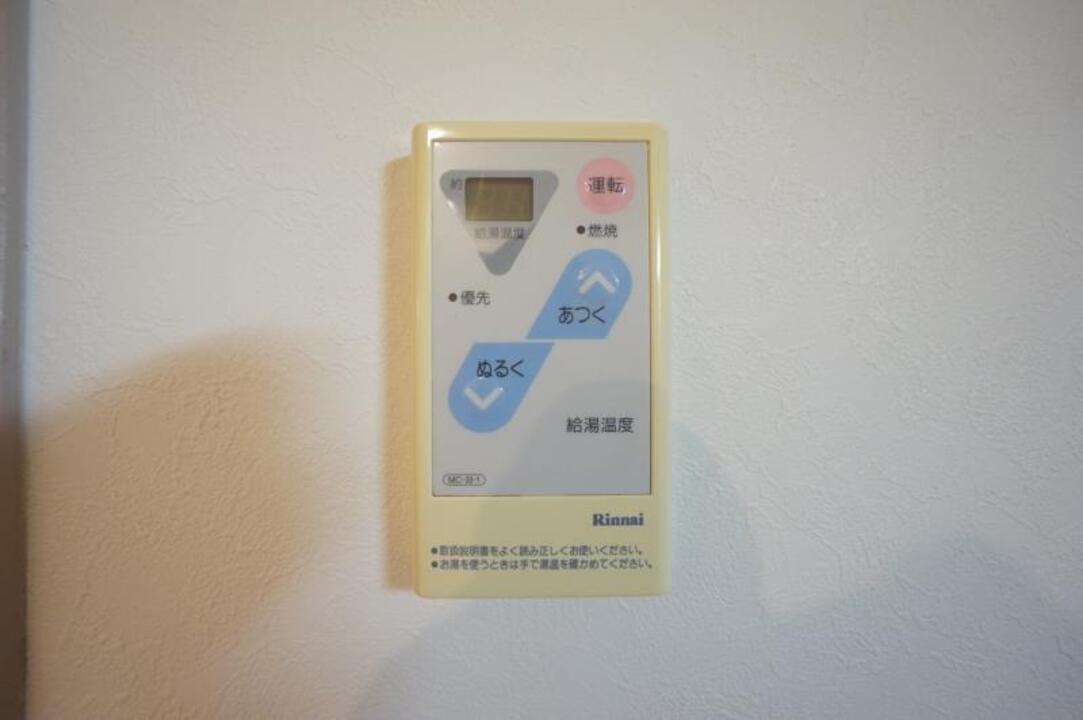 約
運転
給湯温度
燃焼
優先
あつく
ぬるく
給湯温度
Rinnai
●取扱説明書をよく読み正しくお使いください。
●お湯を使うときは手で湯温を確かめてください。